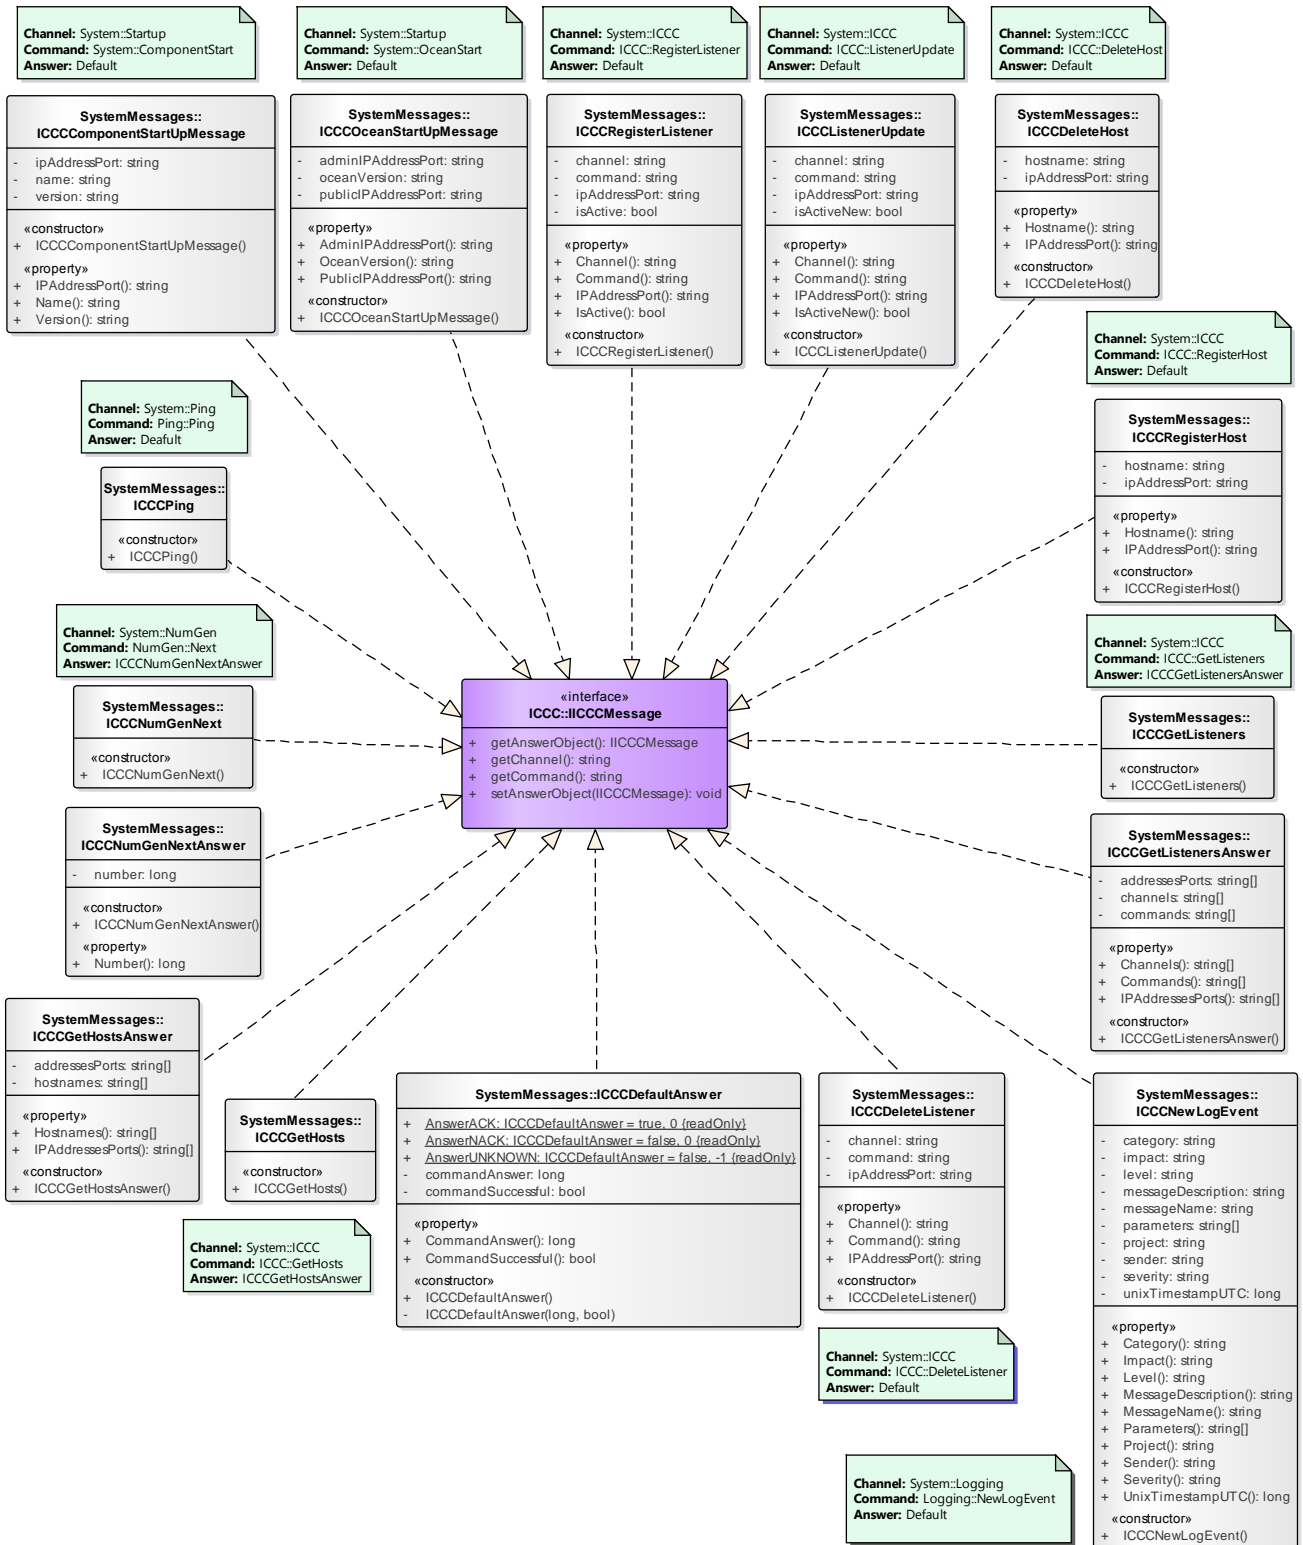 Channel: System::Startup
Command: System::ComponentStart
Answer: Default
Channel: System::Startup
Command: System::OceanStart
Answer: Default
Channel: System::ICCC
Command: ICCC::RegisterListener
Answer: Default
Channel: System::ICCC
Command: ICCC::ListenerUpdate
Answer: Default
Channel: System::ICCC
Command: ICCC::DeleteHost
Answer: Default
SystemMessages::
ICCCComponentStartUpMessage
- ipAddressPort: string
- name: string
- version: string
«constructor»
+ ICCCComponentStartUpMessage()
«property»
+ IPAddressPort(): string
+ Name(): string
+ Version(): string
SystemMessages::
ICCCOceanStartUpMessage
- adminIPAddressPort: string
- oceanVersion: string
- publicIPAddressPort: string
«property»
+ AdminIPAddressPort(): string
+ OceanVersion(): string
+ PublicIPAddressPort(): string
«constructor»
+ ICCCOceanStartUpMessage()
SystemMessages::
ICCCRegisterListener
- channel: string
- command: string
- ipAddressPort: string
- isActive: bool
«property»
+ Channel(): string
+ Command(): string
+ IPAddressPort(): string
+ IsActive(): bool
«constructor»
+ ICCCRegisterListener()
SystemMessages::
ICCCListenerUpdate
- channel: string
- command: string
- ipAddressPort: string
- isActiveNew: bool
«property»
+ Channel(): string
+ Command(): string
+ IPAddressPort(): string
+ IsActiveNew(): bool
«constructor»
+ ICCCListenerUpdate()
SystemMessages::
ICCCDeleteHost
- hostname: string
- ipAddressPort: string
«property»
+ Hostname(): string
+ IPAddressPort(): string
«constructor»
+ ICCCDeleteHost()
Channel: System::ICCC
Command: ICCC::RegisterHost
Answer: Default
SystemMessages::
ICCCRegisterHost
- hostname: string
- ipAddressPort: string
«property»
+ Hostname(): string
+ IPAddressPort(): string
«constructor»
+ ICCCRegisterHost()
Channel: System::Ping
Command: Ping::Ping
Answer: Deafult
SystemMessages::
ICCCPing
«constructor»
+ ICCCPing()
Channel: System::NumGen
Command: NumGen::Next
Answer: ICCCNumGenNextAnswer
SystemMessages::
ICCCNumGenNext
«constructor»
+ ICCCNumGenNext()
«interface»
ICCC::IICCCMessage
+ getAnswerObject(): IICCCMessage
+ getChannel(): string
+ getCommand(): string
+ setAnswerObject(IICCCMessage): void
Channel: System::ICCC
Command: ICCC::GetListeners
Answer: ICCCGetListenersAnswer
SystemMessages::
ICCCGetListeners
«constructor»
+ ICCCGetListeners()
SystemMessages::
ICCCNumGenNextAnswer
- number: long
«constructor»
+ ICCCNumGenNextAnswer()
«property»
+ Number(): long
SystemMessages::
ICCCGetListenersAnswer
- addressesPorts: string[]
- channels: string[]
- commands: string[]
«property»
+ Channels(): string[]
+ Commands(): string[]
+ IPAddressesPorts(): string[]
«constructor»
+ ICCCGetListenersAnswer()
SystemMessages::
ICCCGetHostsAnswer
- addressesPorts: string[]
- hostnames: string[]
«property»
+ Hostnames(): string[]
+ IPAddressesPorts(): string[]
«constructor»
+ ICCCGetHostsAnswer()
SystemMessages::
ICCCGetHosts
«constructor»
+ ICCCGetHosts()
Channel: System::ICCC
Command: ICCC::GetHosts
Answer: ICCCGetHostsAnswer
SystemMessages::ICCCDefaultAnswer
+ AnswerACK: ICCCDefaultAnswer = true, 0 {readOnly}
+ AnswerNACK: ICCCDefaultAnswer = false, 0 {readOnly}
+ AnswerUNKNOWN: ICCCDefaultAnswer = false, -1 {readOnly}
- commandAnswer: long
- commandSuccessful: bool
«property»
+ CommandAnswer(): long
+ CommandSuccessful(): bool
«constructor»
+ ICCCDefaultAnswer()
- ICCCDefaultAnswer(long, bool)
SystemMessages::
ICCCDeleteListener
- channel: string
- command: string
- ipAddressPort: string
«property»
+ Channel(): string
+ Command(): string
+ IPAddressPort(): string
«constructor»
+ ICCCDeleteListener()
Channel: System::ICCC
Command: ICCC::DeleteListener
Answer: Default
SystemMessages::
ICCCNewLogEvent
- category: string
- impact: string
- level: string
- messageDescription: string
- messageName: string
- parameters: string[]
- project: string
- sender: string
- severity: string
- unixTimestampUTC: long
«property»
+ Category(): string
+ Impact(): string
+ Level(): string
+ MessageDescription(): string
+ MessageName(): string
+ Parameters(): string[]
+ Project(): string
+ Sender(): string
+ Severity(): string
+ UnixTimestampUTC(): long
«constructor»
+ ICCCNewLogEvent()
Channel: System::Logging
Command: Logging::NewLogEvent
Answer: Default